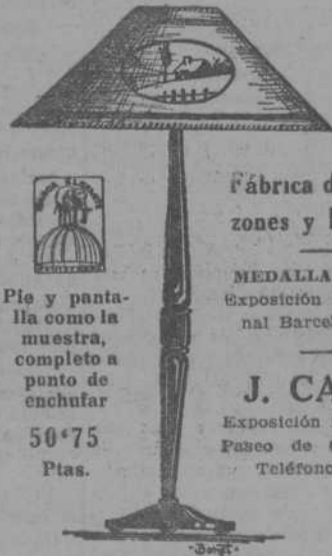 Pie y panta-
lla como la
muestra,
completo a
punto de
enchufar
50'75
Ptas.
Fábrica d
zones y
MEDALLA
Exposición
nal Barcel
J. CA
Exposición
Paseo de
Teléfono